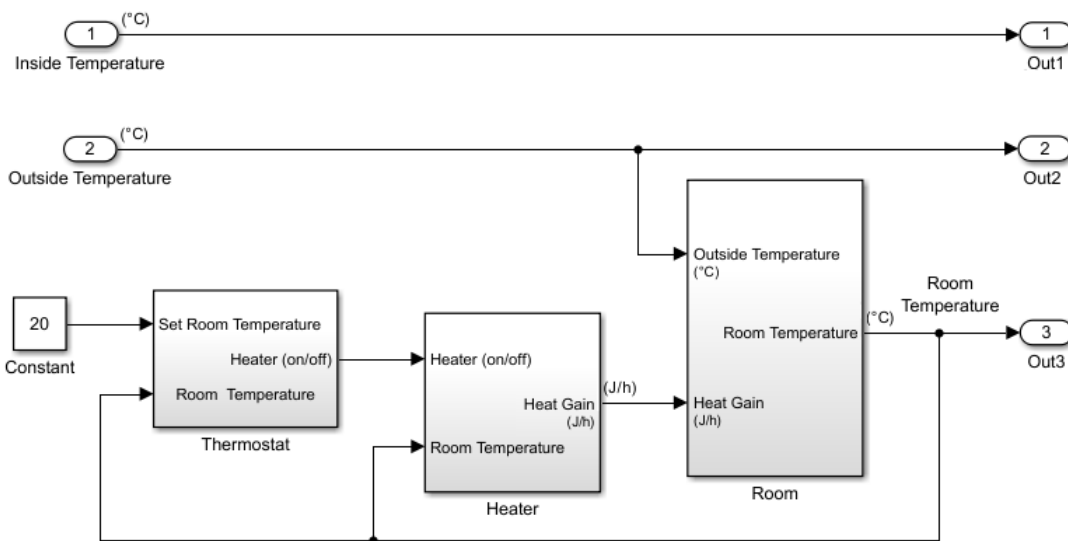 (°C)
1
1
Inside Temperature
Out1
(°C)
2
2
Outside Temperature
Out2
Outside Temperature
(°C)
Room
Temperature
20
Set Room Temperature
Room Temperature
(°C)
3
Constant
Heater (on/off)
Heater (on/off)
Out3
Room  Temperature
(J/h)
Heat Gain
(J/h)
Heat Gain
(J/h)
Thermostat
Room Temperature
Room
Heater